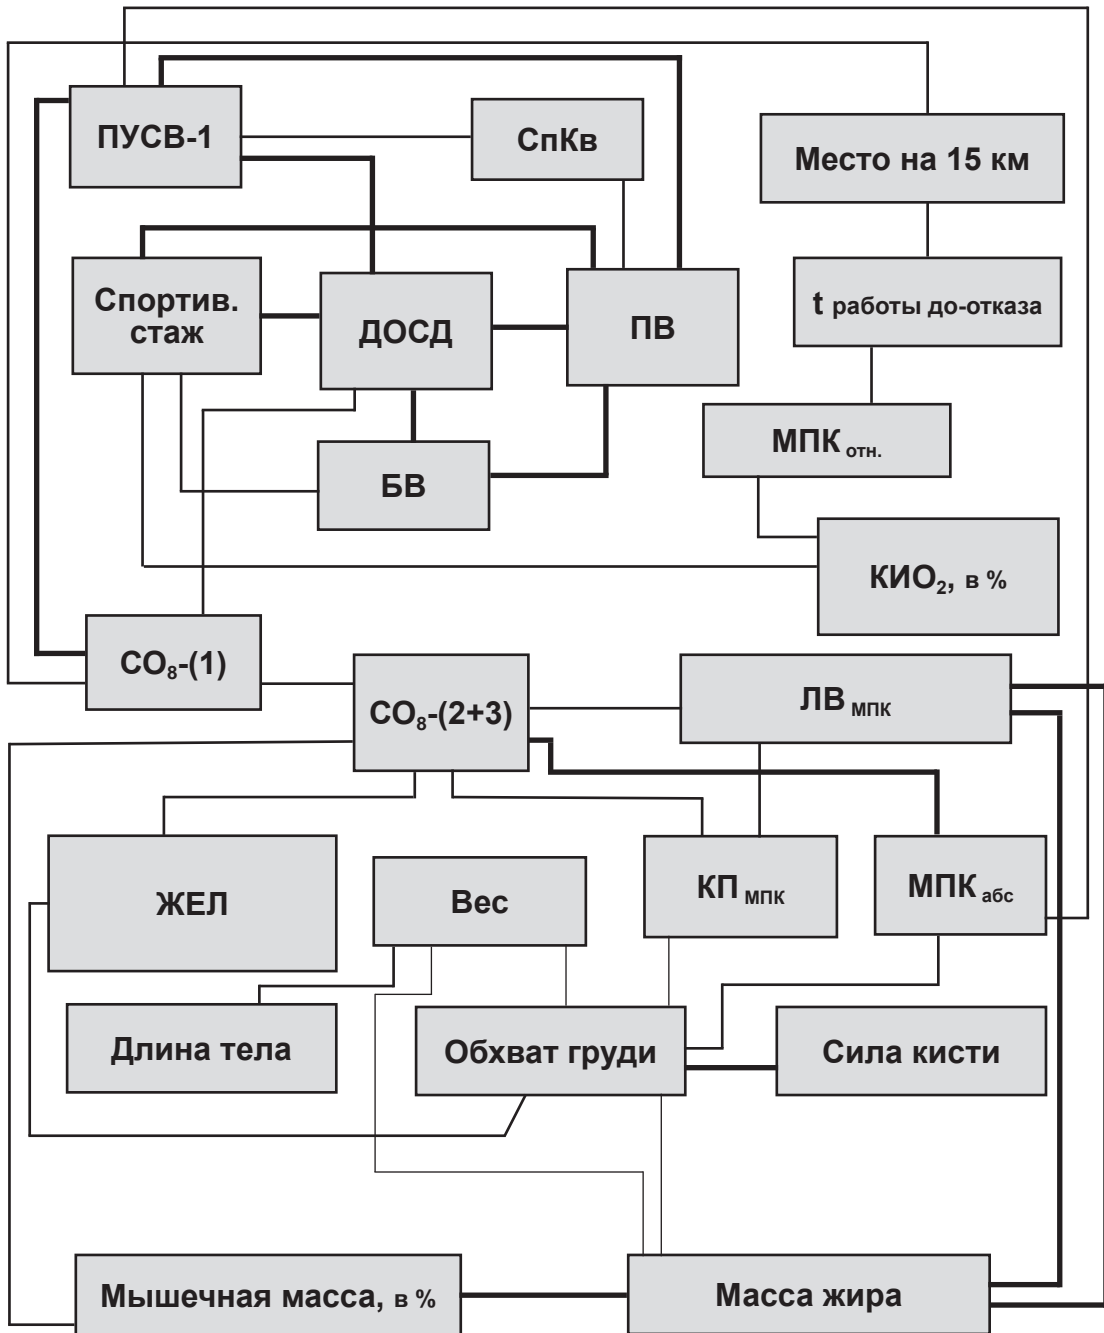 ПУСВ-1
СпКв
Место на 15 км
Спортив.
стаж
ДОСД
ПВ
t работы до-отказа
МПК отн.
БВ
КИО₂, в %
СО₈-(1)
СО₈-(2+3)
ЛВ МПК
ЖЕЛ
Вес
КП МПК
МПК абс
Длина тела
Обхват груди
Сила кисти
Мышечная масса, в %
Масса жира